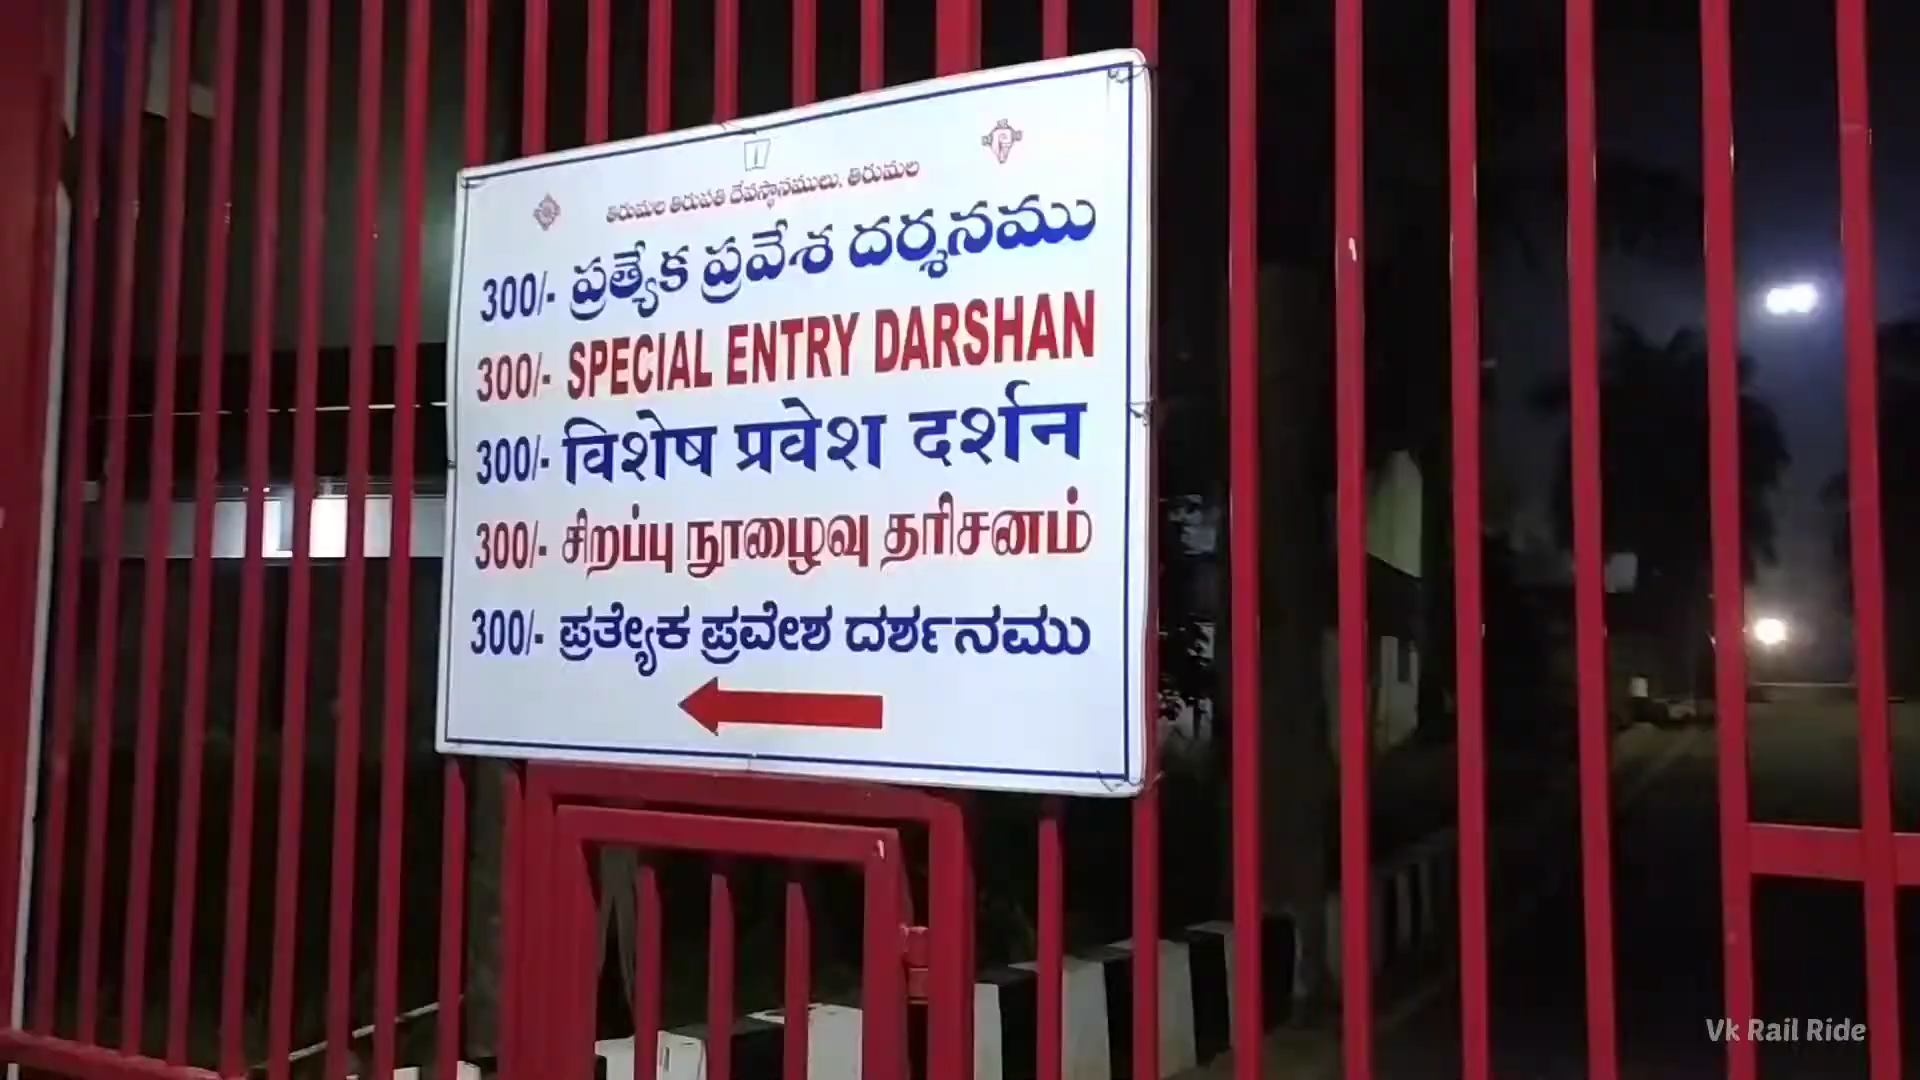 తిరుమల తిరుపతి దేవస్థానములు, తిరుమల
300/- ప్రత్యేక ప్రవేశ దర్శనము
300/- SPECIAL ENTRY DARSHAN
300/- विशेष प्रवेश दर्शन
300/- சிறப்பு நூழைவு தரிசனம்
300/- ಪ್ರತ್ಯೇಕ ಪ್ರವೇಶ ದರ್ಶನಮು
Vk Rail Ride